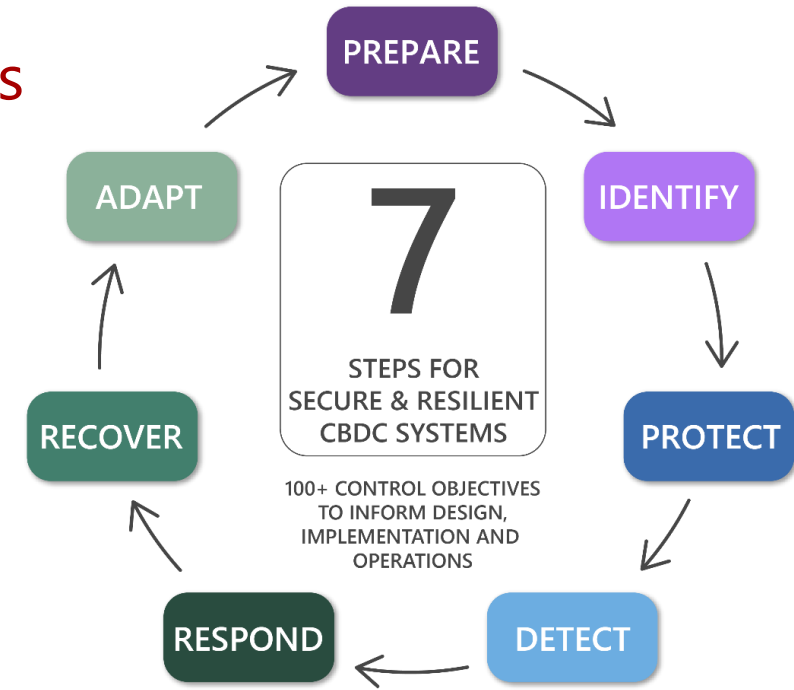 s
PREPARE
ADAPT
IDENTIFY
7
STEPS FOR
SECURE & RESILIENT
CBDC SYSTEMS
RECOVER
PROTECT
100+ CONTROL OBJECTIVES
TO INFORM DESIGN,
IMPLEMENTATION AND
OPERATIONS
RESPOND
DETECT